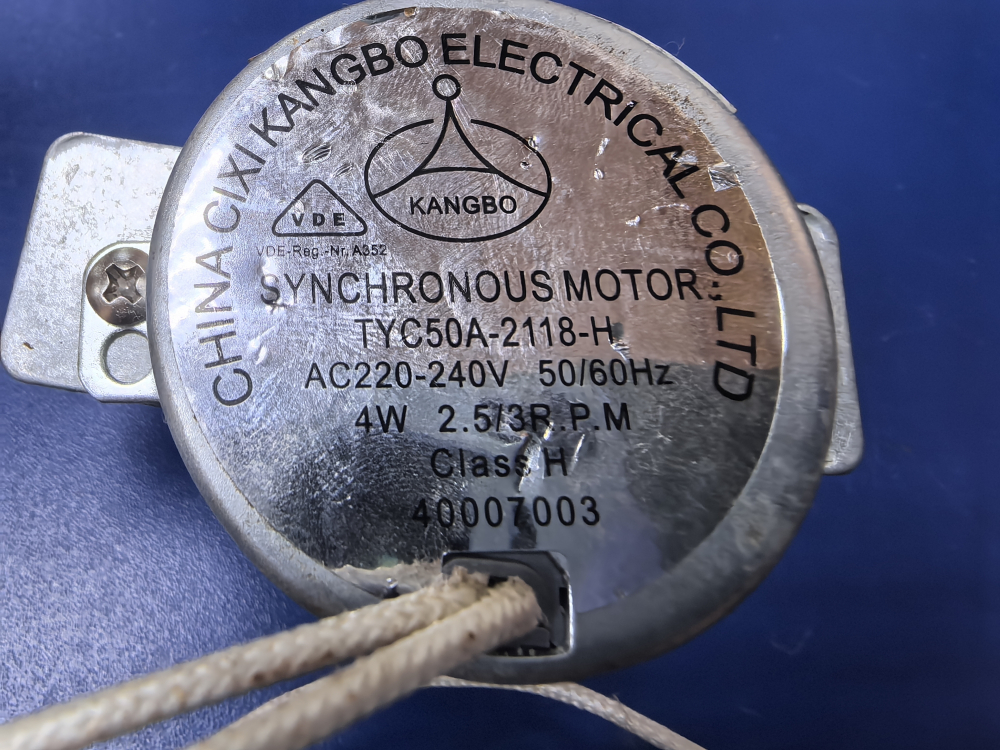 CHINA CIXI KANGBO ELECTRICAL CO.,LTD
KANGBO
VDE
VDE-Reg.-Nr. A352
SYNCHRONOUS MOTOR
TYC50A-2118-H
AC220-240V 50/60Hz
4W 2.5/3R.P.M
Class H
40007003